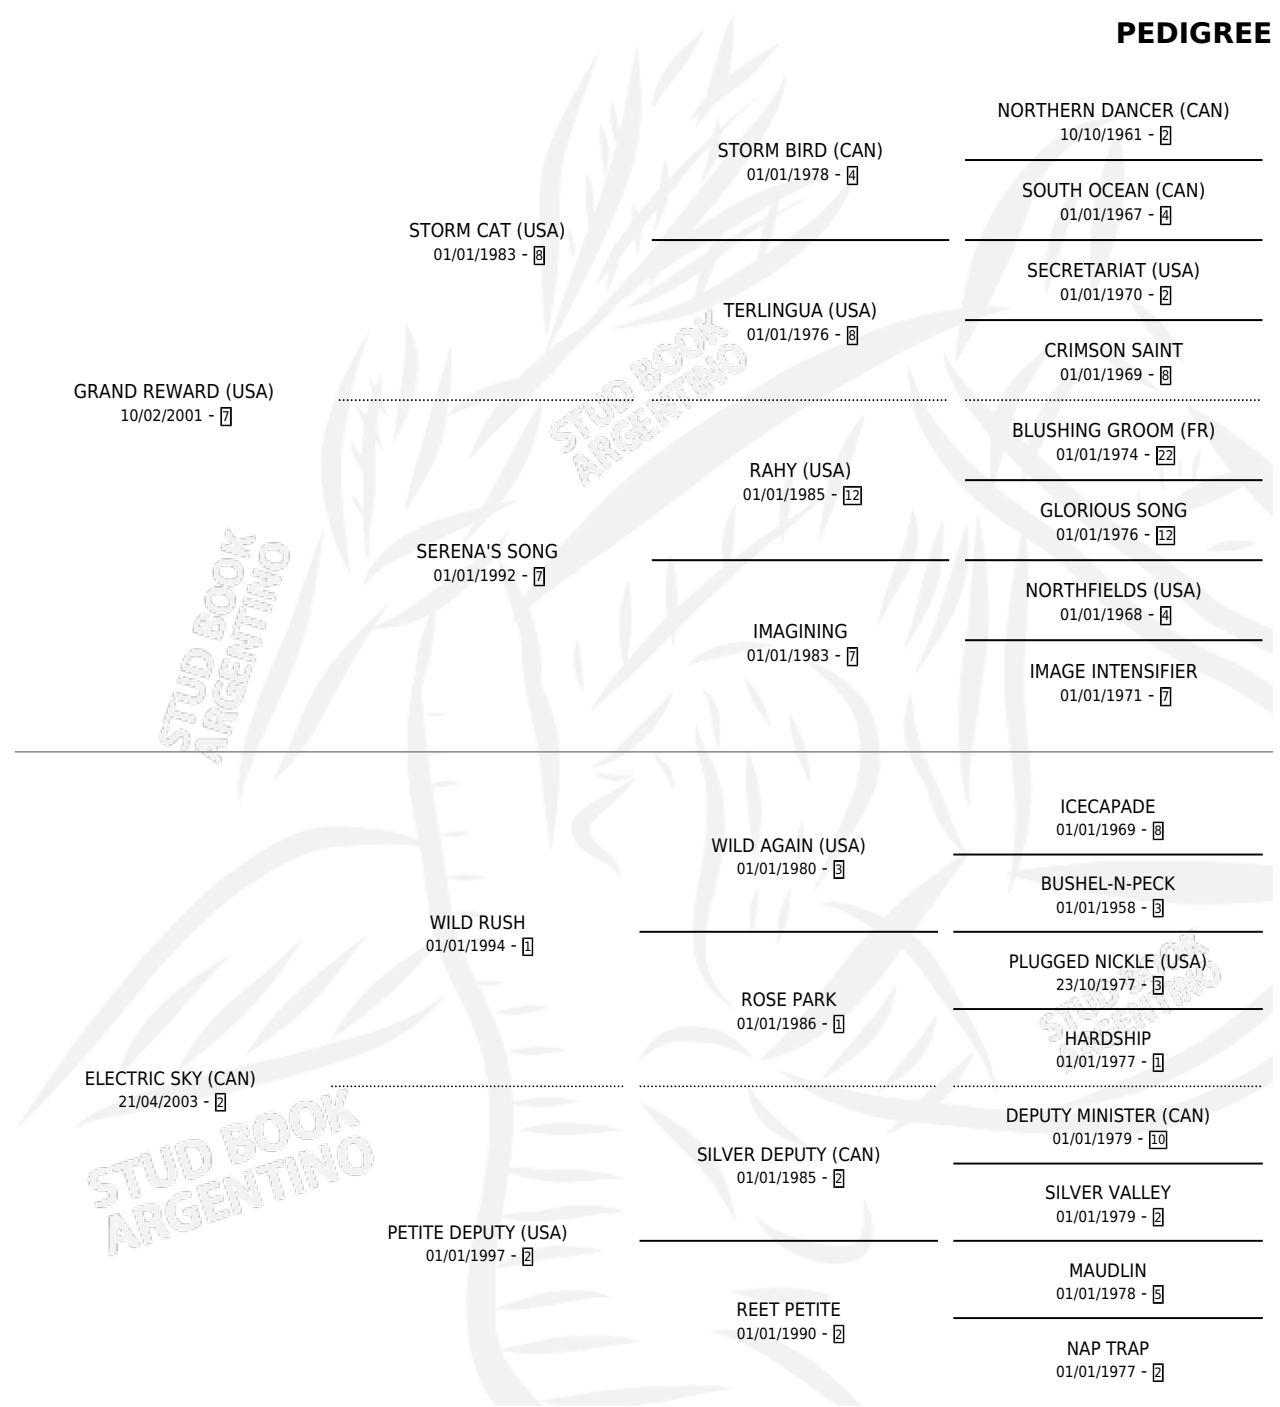 PEDIGREE
NORTHERN DANCER (CAN)
10/10/1961 - 2
STORM BIRD (CAN)
01/01/1978 - 4
SOUTH OCEAN (CAN)
01/01/1967 - 4
STORM CAT (USA)
01/01/1983 - 8
SECRETARIAT (USA)
01/01/1970 - 2
TERLINGUA (USA)
01/01/1976 - 8
CRIMSON SAINT
01/01/1969 - 8
GRAND REWARD (USA)
10/02/2001 - 7
STUD BOOK
ARGENTINO
BLUSHING GROOM (FR)
01/01/1974 - 22
RAHY (USA)
01/01/1985 - 12
GLORIOUS SONG
01/01/1976 - 12
SERENA'S SONG
01/01/1992 - 7
NORTHFIELDS (USA)
01/01/1968 - 4
IMAGINING
01/01/1983 - 7
IMAGE INTENSIFIER
01/01/1971 - 7
STUD BOOK
ARGENTINO
ICECAPADE
01/01/1969 - 8
WILD AGAIN (USA)
01/01/1980 - 3
BUSHEL-N-PECK
01/01/1958 - 3
WILD RUSH
01/01/1994 - 1
PLUGGED NICKLE (USA)
23/10/1977 - 3
ROSE PARK
01/01/1986 - 1
STUD BOOK
ARGENTINO
HARDSHIP
01/01/1977 - 1
ELECTRIC SKY (CAN)
21/04/2003 - 2
DEPUTY MINISTER (CAN)
01/01/1979 - 10
SILVER DEPUTY (CAN)
01/01/1985 - 2
STUD BOOK
ARGENTINO
SILVER VALLEY
01/01/1979 - 2
PETITE DEPUTY (USA)
01/01/1997 - 2
MAUDLIN
01/01/1978 - 5
REET PETITE
01/01/1990 - 2
NAP TRAP
01/01/1977 - 2